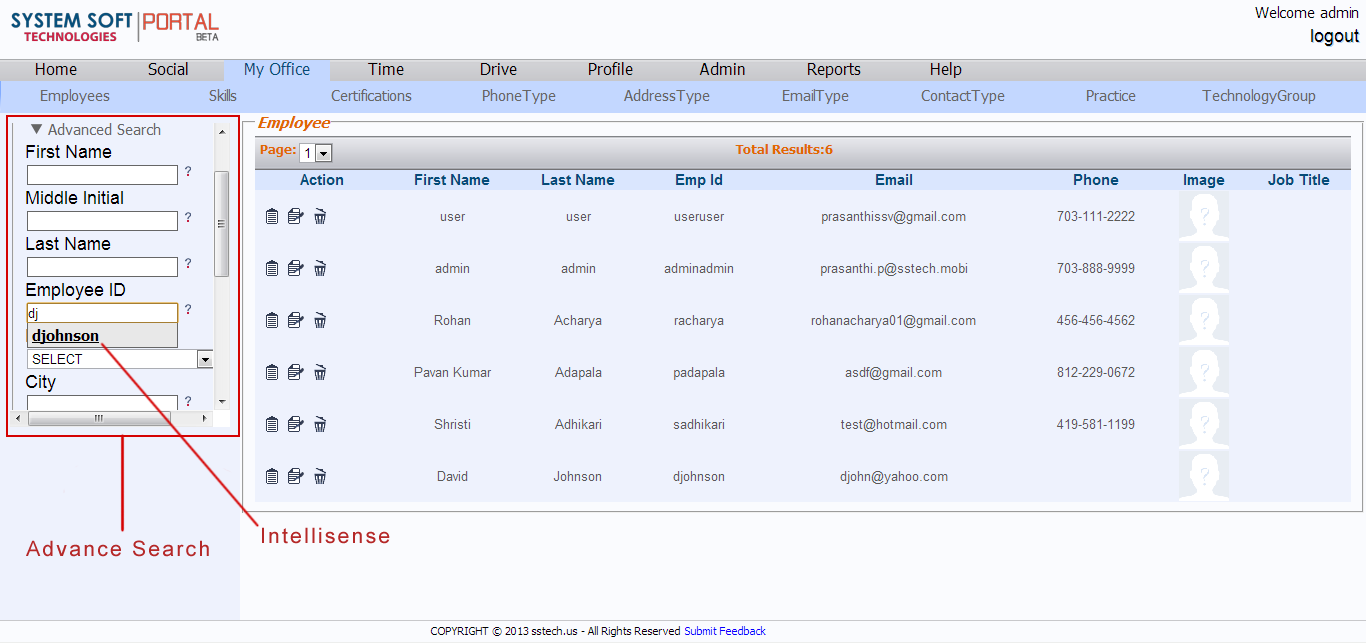 SYSTEM SOFT TECHNOLOGIES PORTAL BETA
Welcome admin
logout
Home Social My Office Time Drive Profile Admin Reports Help
Employees Skills Certifications PhoneType AddressType EmailType ContactType Practice TechnologyGroup
▼ Advanced Search
First Name
?
Middle Initial
?
Last Name
?
Employee ID
dj ?
djohnson
SELECT
City
?
Advance Search
Intellisense
Employee
Page: 1 Total Results:6
Action First Name Last Name Emp Id Email Phone Image Job Title
user user useruser prasanthissv@gmail.com 703-111-2222 ?
admin admin adminadmin prasanthi.p@sstech.mobi 703-888-9999 ?
Rohan Acharya racharya rohanacharya01@gmail.com 456-456-4562 ?
Pavan Kumar Adapala padapala asdf@gmail.com 812-229-0672 ?
Shristi Adhikari sadhikari test@hotmail.com 419-581-1199 ?
David Johnson djohnson djohn@yahoo.com ?
COPYRIGHT © 2013 sstech.us - All Rights Reserved Submit Feedback